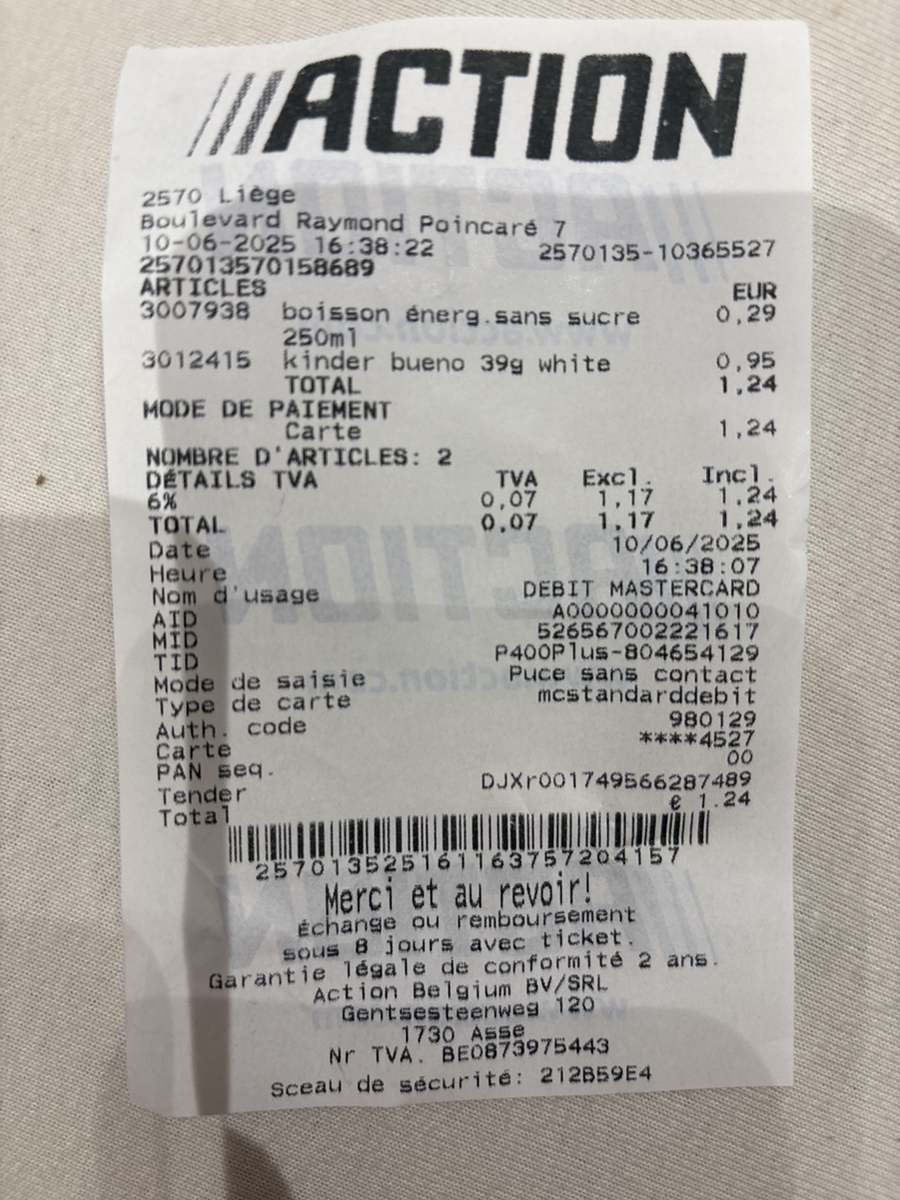 ACTION
2570 Liège
Boulevard Raymond Poincaré 7
10-06-2025 16:38:22 2570135-10365527
257013570158689
ARTICLES EUR
3007938 boisson énerg.sans sucre 0,29
250ml
3012415 kinder bueno 39g white 0,95
TOTAL 1,24
MODE DE PAIEMENT
Carte 1,24
NOMBRE D'ARTICLES: 2
DÉTAILS TVA TVA Excl. Incl.
6% 0,07 1,17 1,24
TOTAL 0,07 1,17 1,24
Date 10/06/2025
Heure 16:38:07
Nom d'usage DEBIT MASTERCARD
AID A0000000041010
MID 526567002221617
TID P400Plus-804654129
Mode de saisie Puce sans contact
Type de carte mcstandarddebit
Auth. code 980129
Carte ****4527
PAN seq. 00
Tender DJXr001749566287489
Total € 1.24
257013525161163757204157
Merci et au revoir!
Échange ou remboursement
sous 8 jours avec ticket.
Garantie légale de conformité 2 ans.
Action Belgium BV/SRL
Gentsesteenweg 120
1730 Asse
Nr TVA. BE0873975443
Sceau de sécurité: 212B59E4